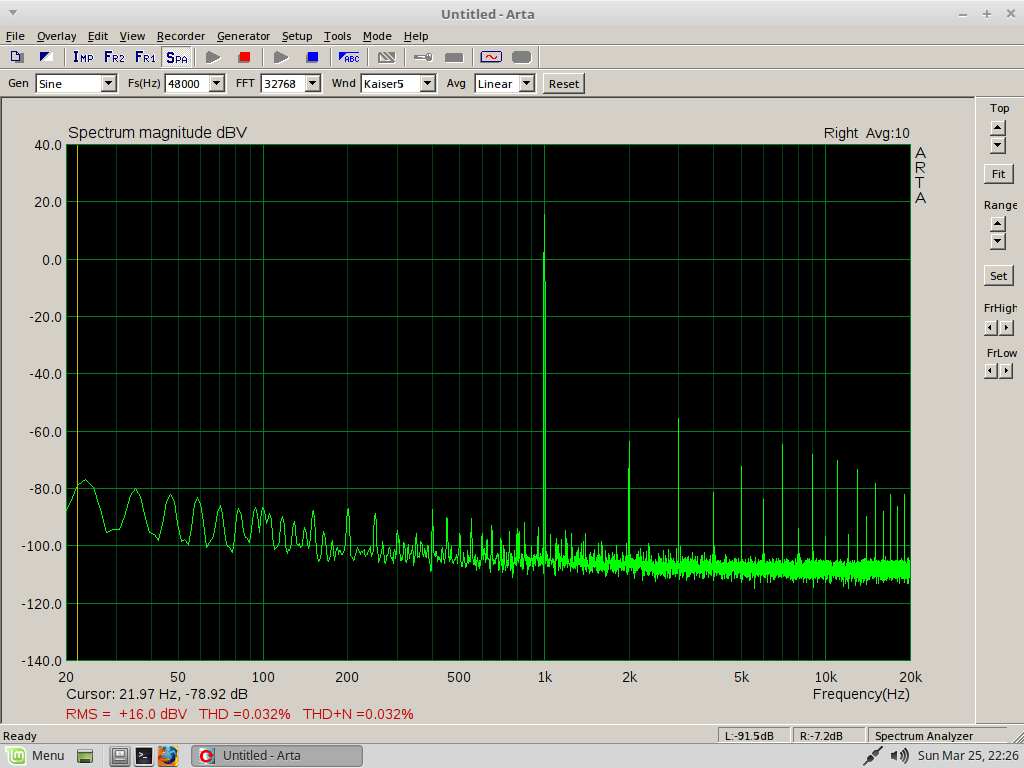 Untitled - Arta
File Overlay Edit View Recorder Generator Setup Tools Mode Help
IMP FR2 FR1 SPA ABC
Gen Sine Fs(Hz) 48000 FFT 32768 Wnd Kaiser5 Avg Linear Reset
Spectrum magnitude dBV
Right Avg:10
ARTA
40.0
20.0
0.0
-20.0
-40.0
-60.0
-80.0
-100.0
-120.0
-140.0
20 50 100 200 500 1k 2k 5k 10k 20k
Cursor: 21.97 Hz, -78.92 dB
Frequency(Hz)
RMS = +16.0 dBV THD =0.032% THD+N =0.032%
Top
Fit
Range
Set
FrHigh
FrLow
Ready
L:-91.5dB
R:-7.2dB
Spectrum Analyzer
Menu
Untitled - Arta
Sun Mar 25, 22:26